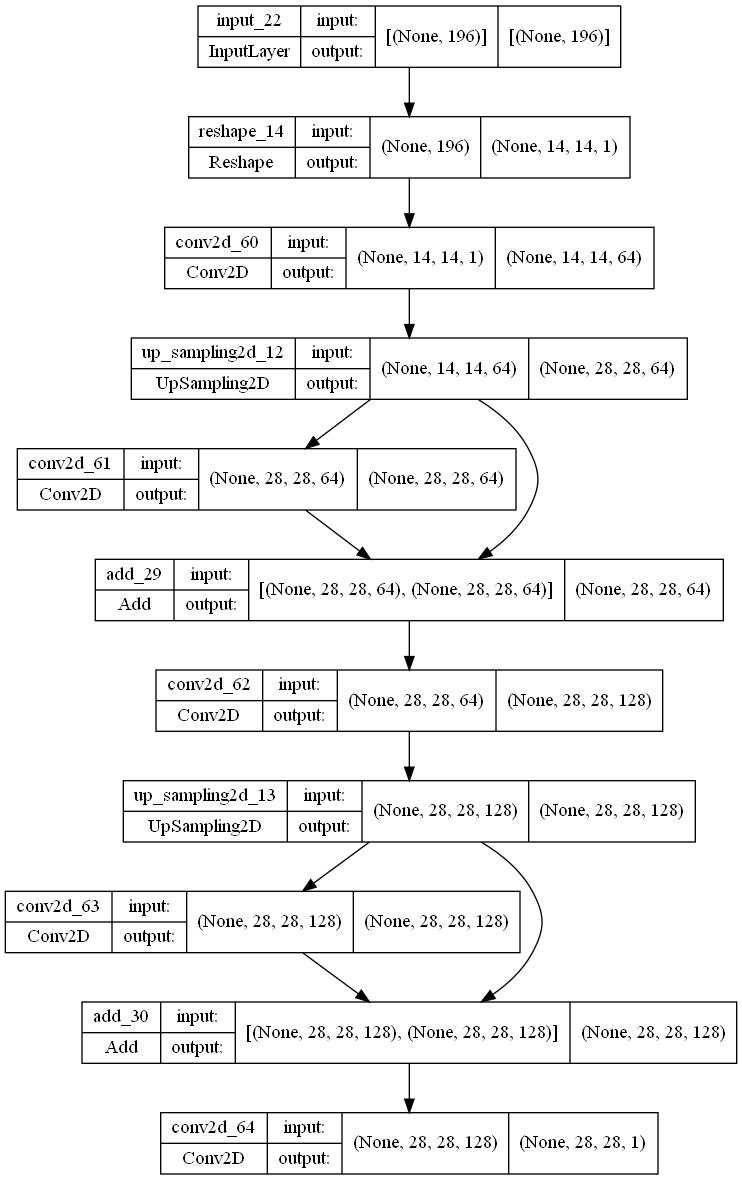 input_22 input: [(None, 196)] [(None, 196)]
InputLayer output:
reshape_14 input: (None, 196) (None, 14, 14, 1)
Reshape output:
conv2d_60 input: (None, 14, 14, 1) (None, 14, 14, 64)
Conv2D output:
up_sampling2d_12 input: (None, 14, 14, 64) (None, 28, 28, 64)
UpSampling2D output:
conv2d_61 input: (None, 28, 28, 64) (None, 28, 28, 64)
Conv2D output:
add_29 input: [(None, 28, 28, 64), (None, 28, 28, 64)] (None, 28, 28, 64)
Add output:
conv2d_62 input: (None, 28, 28, 64) (None, 28, 28, 128)
Conv2D output:
up_sampling2d_13 input: (None, 28, 28, 128) (None, 28, 28, 128)
UpSampling2D output:
conv2d_63 input: (None, 28, 28, 128) (None, 28, 28, 128)
Conv2D output:
add_30 input: [(None, 28, 28, 128), (None, 28, 28, 128)] (None, 28, 28, 128)
Add output:
conv2d_64 input: (None, 28, 28, 128) (None, 28, 28, 1)
Conv2D output: